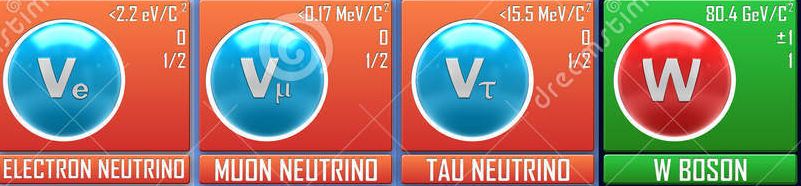 <2.2 eV/C²
0
1/2
Ve
ELECTRON NEUTRINO
<0.17 MeV/C²
0
1/2
Vμ
MUON NEUTRINO
<15.5 MeV/C²
0
1/2
Vτ
TAU NEUTRINO
80.4 GeV/C²
±1
1
W
W BOSON
dreamstime